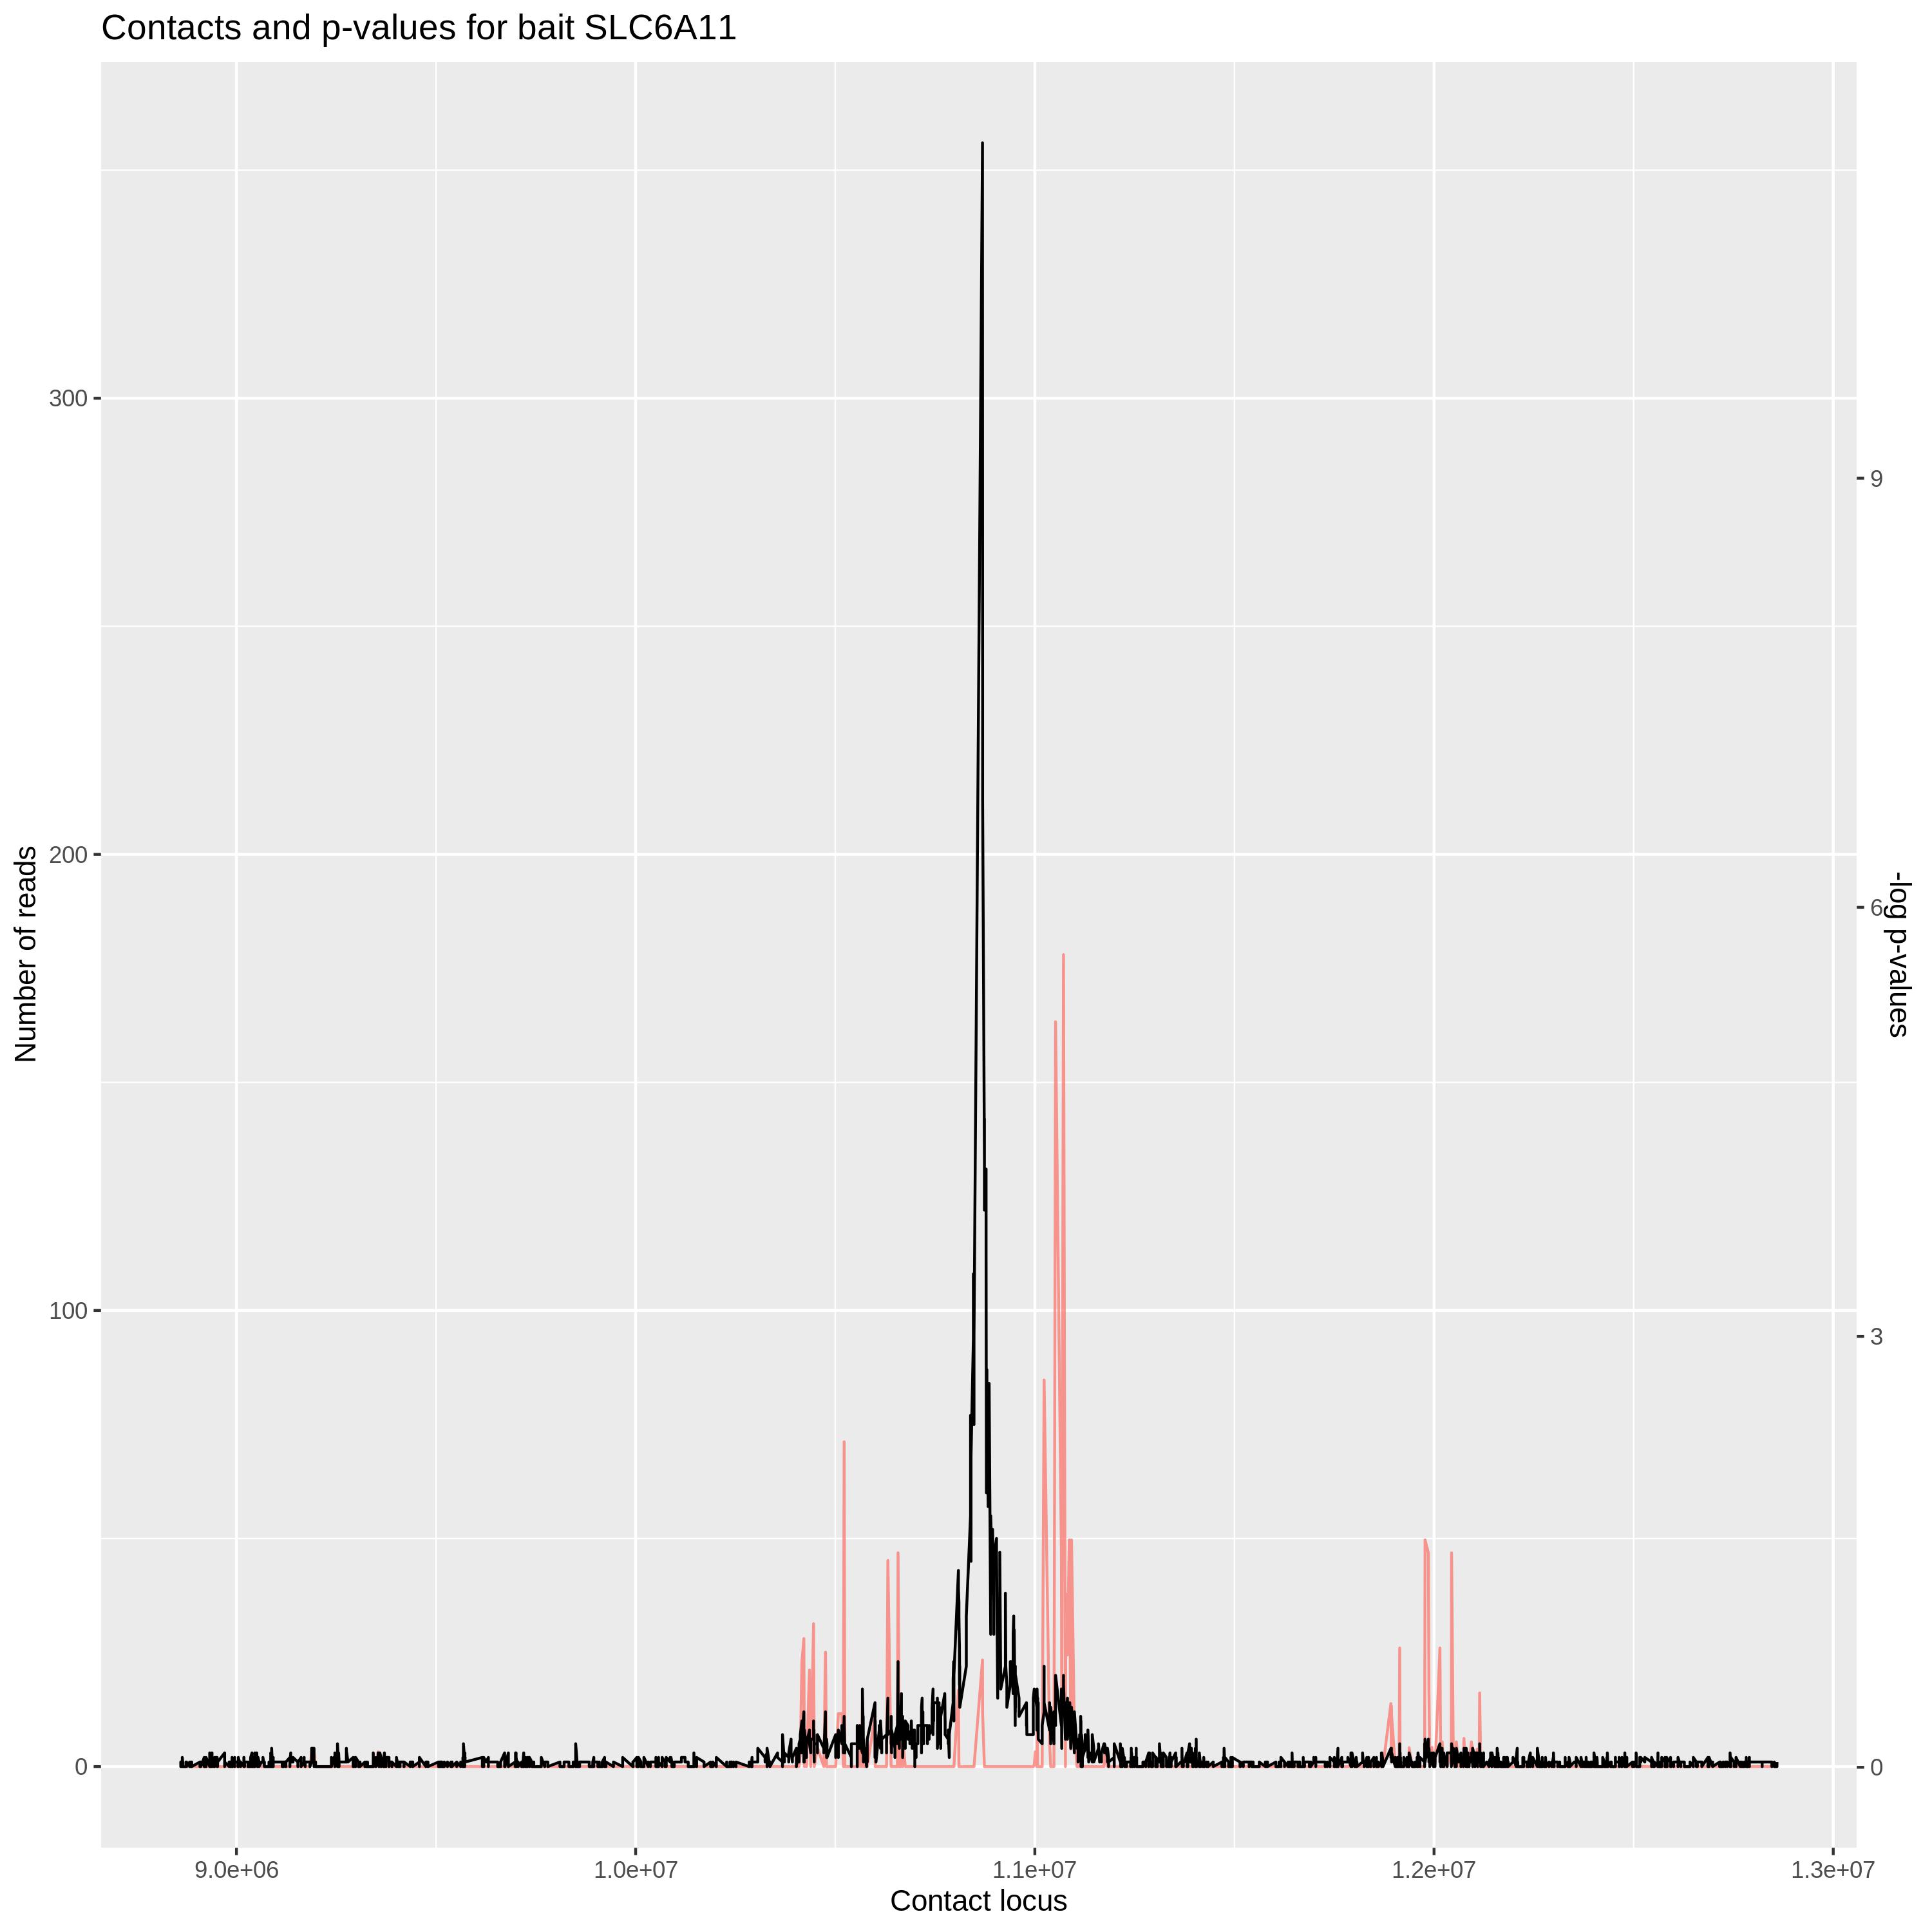 Contacts and p-values for bait SLC6A11
300
200
100
0
Number of reads
9
6
3
0
-log p-values
9.0e+06 1.0e+07 1.1e+07 1.2e+07 1.3e+07
Contact locus